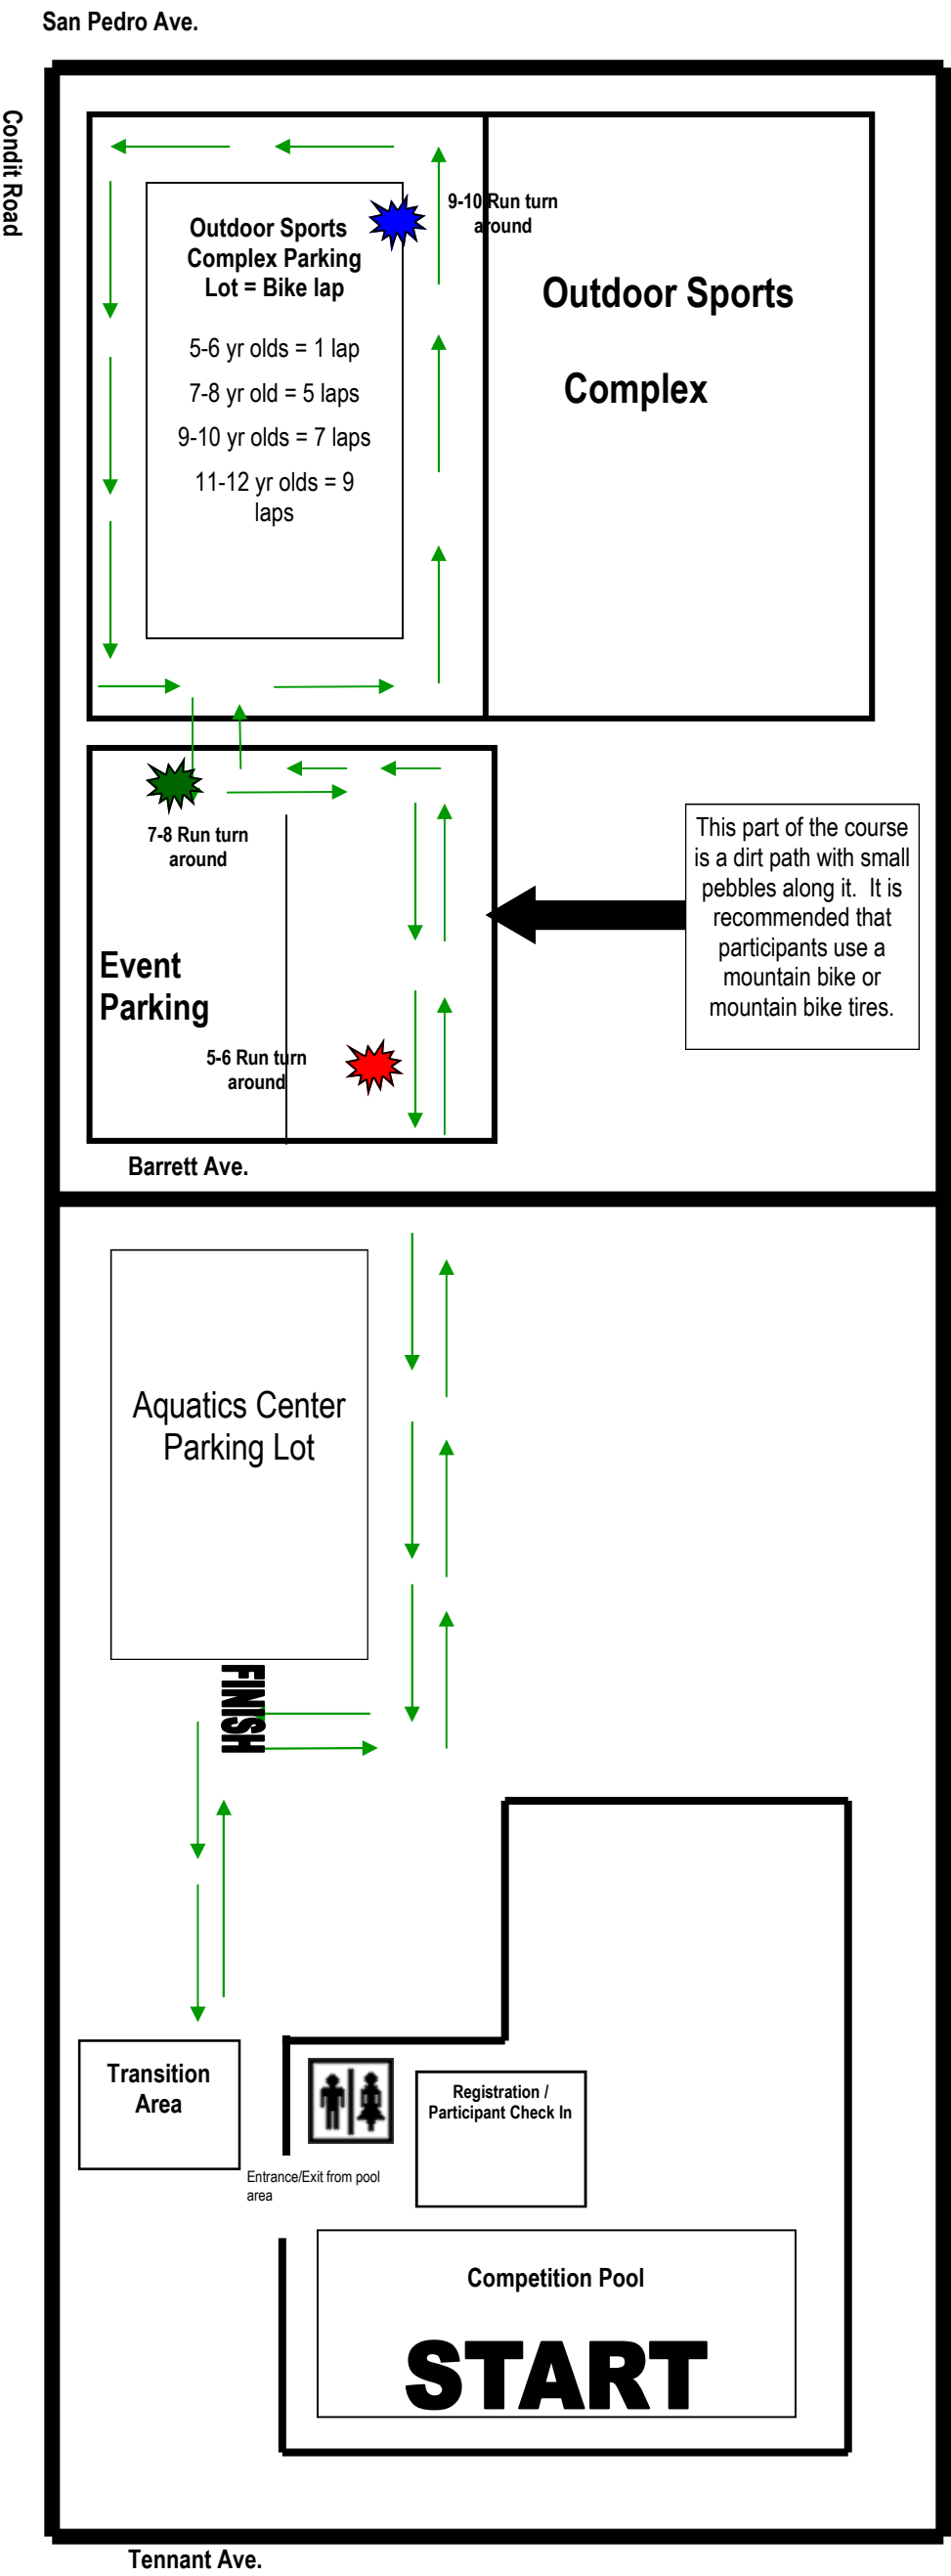 San Pedro Ave.
Condit Road
Outdoor Sports
Complex Parking
Lot = Bike lap
5-6 yr olds = 1 lap
7-8 yr old = 5 laps
9-10 yr olds = 7 laps
11-12 yr olds = 9
laps
9-10 Run turn
around
Outdoor Sports
Complex
7-8 Run turn
around
This part of the course
is a dirt path with small
pebbles along it. It is
recommended that
participants use a
mountain bike or
mountain bike tires.
Event
Parking
5-6 Run turn
around
Barrett Ave.
Aquatics Center
Parking Lot
FINISH
Transition
Area
Registration /
Participant Check In
Entrance/Exit from pool
area
Competition Pool
START
Tennant Ave.